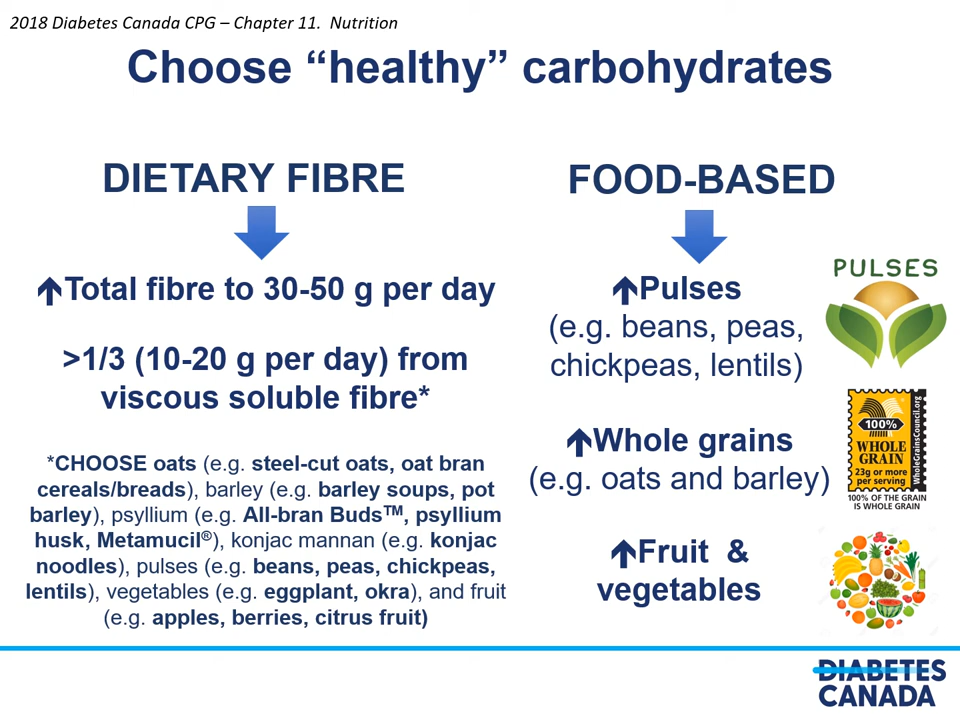 2018 Diabetes Canada CPG – Chapter 11. Nutrition
Choose “healthy” carbohydrates
DIETARY FIBRE
Total fibre to 30-50 g per day
>1/3 (10-20 g per day) from
viscous soluble fibre*
*CHOOSE oats (e.g. steel-cut oats, oat bran
cereals/breads), barley (e.g. barley soups, pot
barley), psyllium (e.g. All-bran Buds™, psyllium
husk, Metamucil®), konjac mannan (e.g. konjac
noodles), pulses (e.g. beans, peas, chickpeas,
lentils), vegetables (e.g. eggplant, okra), and fruit
(e.g. apples, berries, citrus fruit)
FOOD-BASED
Pulses
(e.g. beans, peas,
chickpeas, lentils)
PULSES
Whole grains
(e.g. oats and barley)
100%
WHOLE
GRAIN
23g or more
per serving
WholeGrainsCouncil.org
100% OF THE GRAIN
IS WHOLE GRAIN
Fruit &
vegetables
DIABETES
CANADA